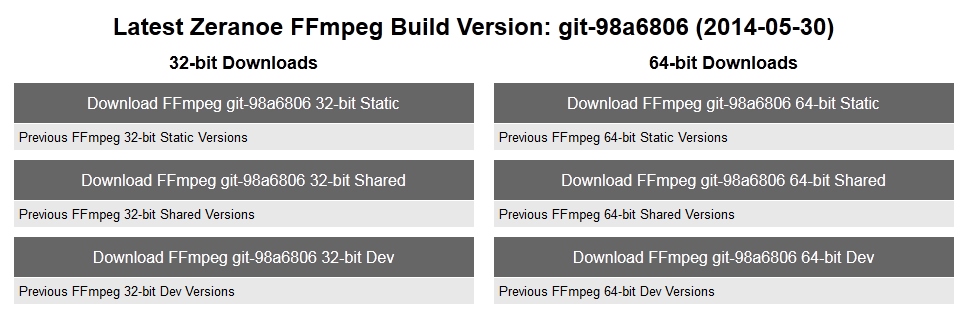 Latest Zeranoe FFmpeg Build Version: git-98a6806 (2014-05-30)
32-bit Downloads
Download FFmpeg git-98a6806 32-bit Static
Previous FFmpeg 32-bit Static Versions
Download FFmpeg git-98a6806 32-bit Shared
Previous FFmpeg 32-bit Shared Versions
Download FFmpeg git-98a6806 32-bit Dev
Previous FFmpeg 32-bit Dev Versions
64-bit Downloads
Download FFmpeg git-98a6806 64-bit Static
Previous FFmpeg 64-bit Static Versions
Download FFmpeg git-98a6806 64-bit Shared
Previous FFmpeg 64-bit Shared Versions
Download FFmpeg git-98a6806 64-bit Dev
Previous FFmpeg 64-bit Dev Versions